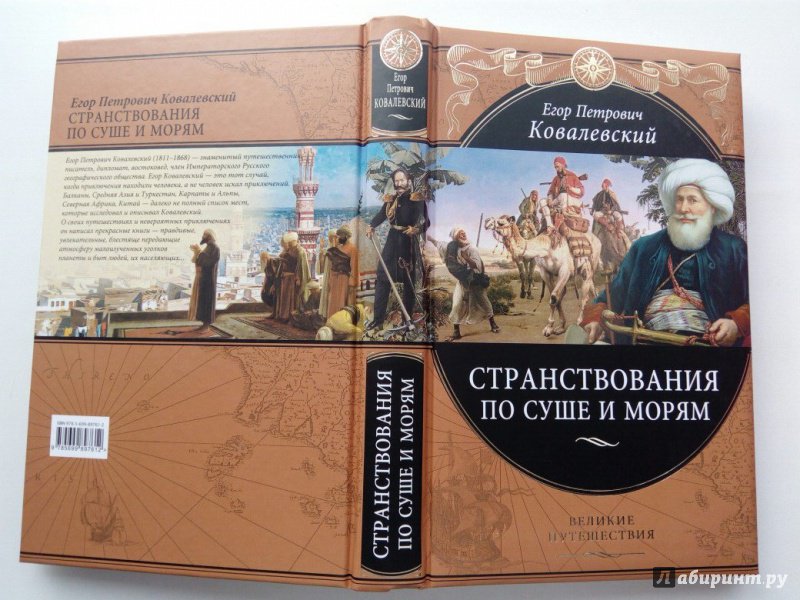 Егор Петрович Ковалевский
СТРАНСТВОВАНИЯ
ПО СУШЕ И МОРЯМ
Егор Петрович Ковалевский (1811–1868) — знаменитый путешественник,
писатель, дипломат, востоковед, член Императорского Русского
географического общества. Егор Ковалевский — это тот случай,
когда приключения находили человека, а не человек искал приключений.
Балканы, Средняя Азия и Туркестан, Карпаты и Альпы,
Северная Африка, Китай — далеко не полный список мест,
которые исследовал и описывал Ковалевский.
О своих путешествиях и невероятных приключениях
он написал прекрасные книги — правдивые,
увлекательные, блестяще передающие
атмосферу малоизученных уголков
планеты и быт людей, их населяющих...
9 785699 807812
Егор
Петрович
КОВАЛЕВСКИЙ
СТРАНСТВОВАНИЯ
ПО СУШЕ И МОРЯМ
Егор Петрович
Ковалевский
СТРАНСТВОВАНИЯ
ПО СУШЕ И МОРЯМ
ВЕЛИКИЕ
ПУТЕШЕСТВИЯ
Лабиринт.ру